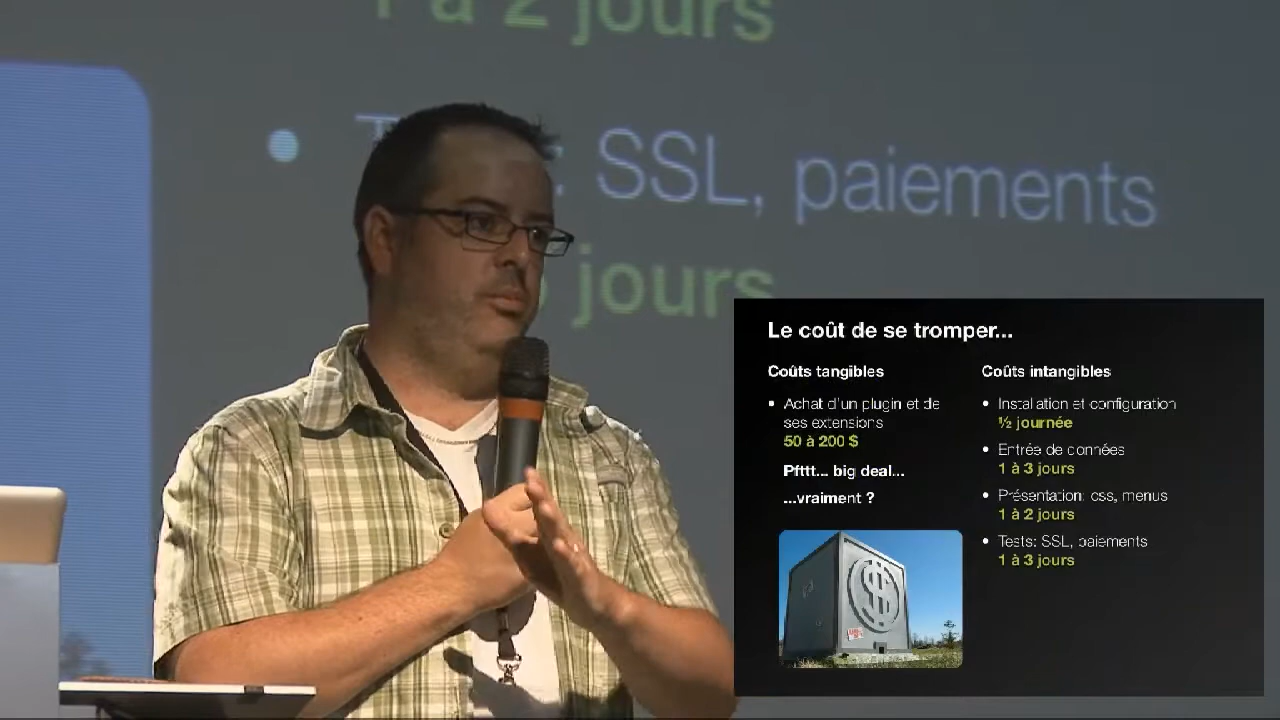 1 à 2 jours
: SSL, paiements
jours
Le coût de se tromper...
Coûts tangibles
• Achat d'un plugin et de
ses extensions
50 à 200 $
Pfttt... big deal...
...vraiment ?
$
Coûts intangibles
• Installation et configuration
½ journée
• Entrée de données
1 à 3 jours
• Présentation: css, menus
1 à 2 jours
• Tests: SSL, paiements
1 à 3 jours